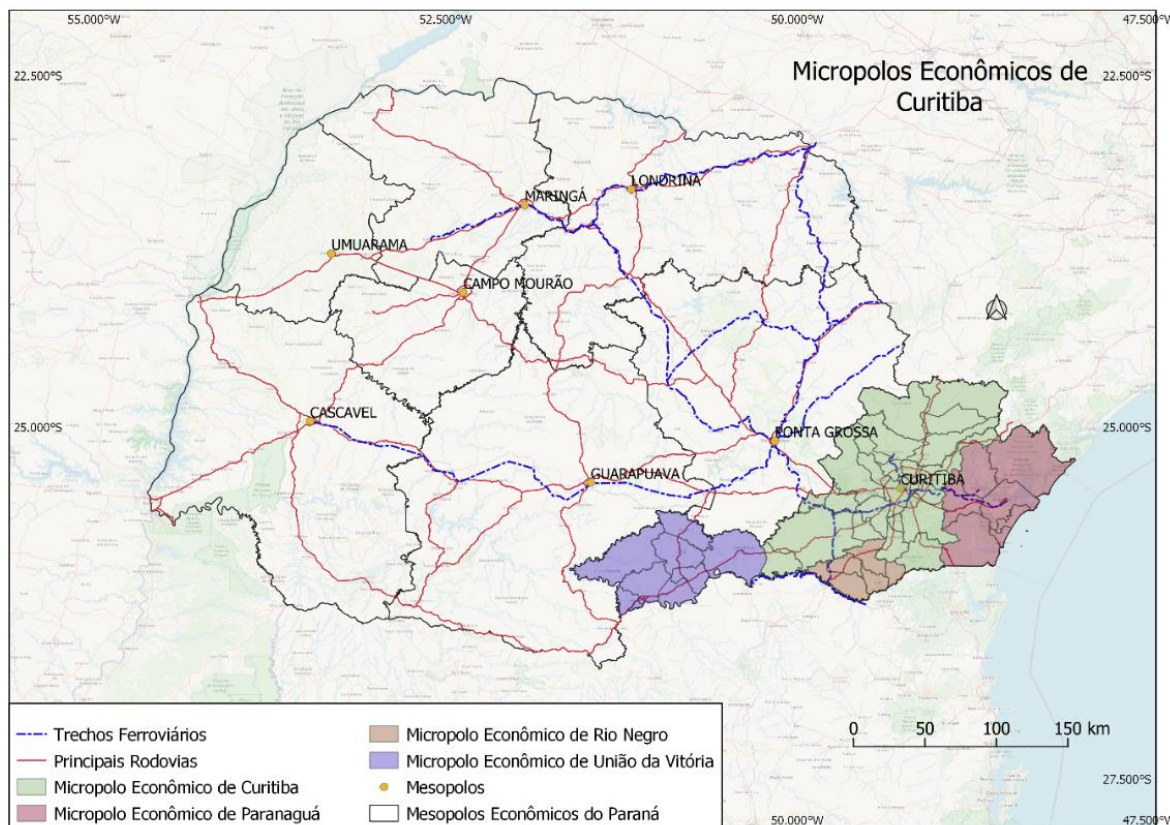 55.000°W 52.500°W 50.000°W 47.500°W
22.500°S 22.500°S
Micropolos Econômicos de
Curitiba
LONDRINA
MARINGÁ
UMUARAMA
CAMPO MOURÃO
CASCAVEL
25.000°S 25.000°S
PONTA GROSSA
GUARAPUAVA
CURITIBA
0 50 100 150 km
Trechos Ferroviários
Principais Rodovias
Micropolo Econômico de Curitiba
Micropolo Econômico de Paranaguá
Micropolo Econômico de Rio Negro
Micropolo Econômico de União da Vitória
Mesopolos
Mesopolos Econômicos do Paraná
27.500°S
50.000°W 47.500°W